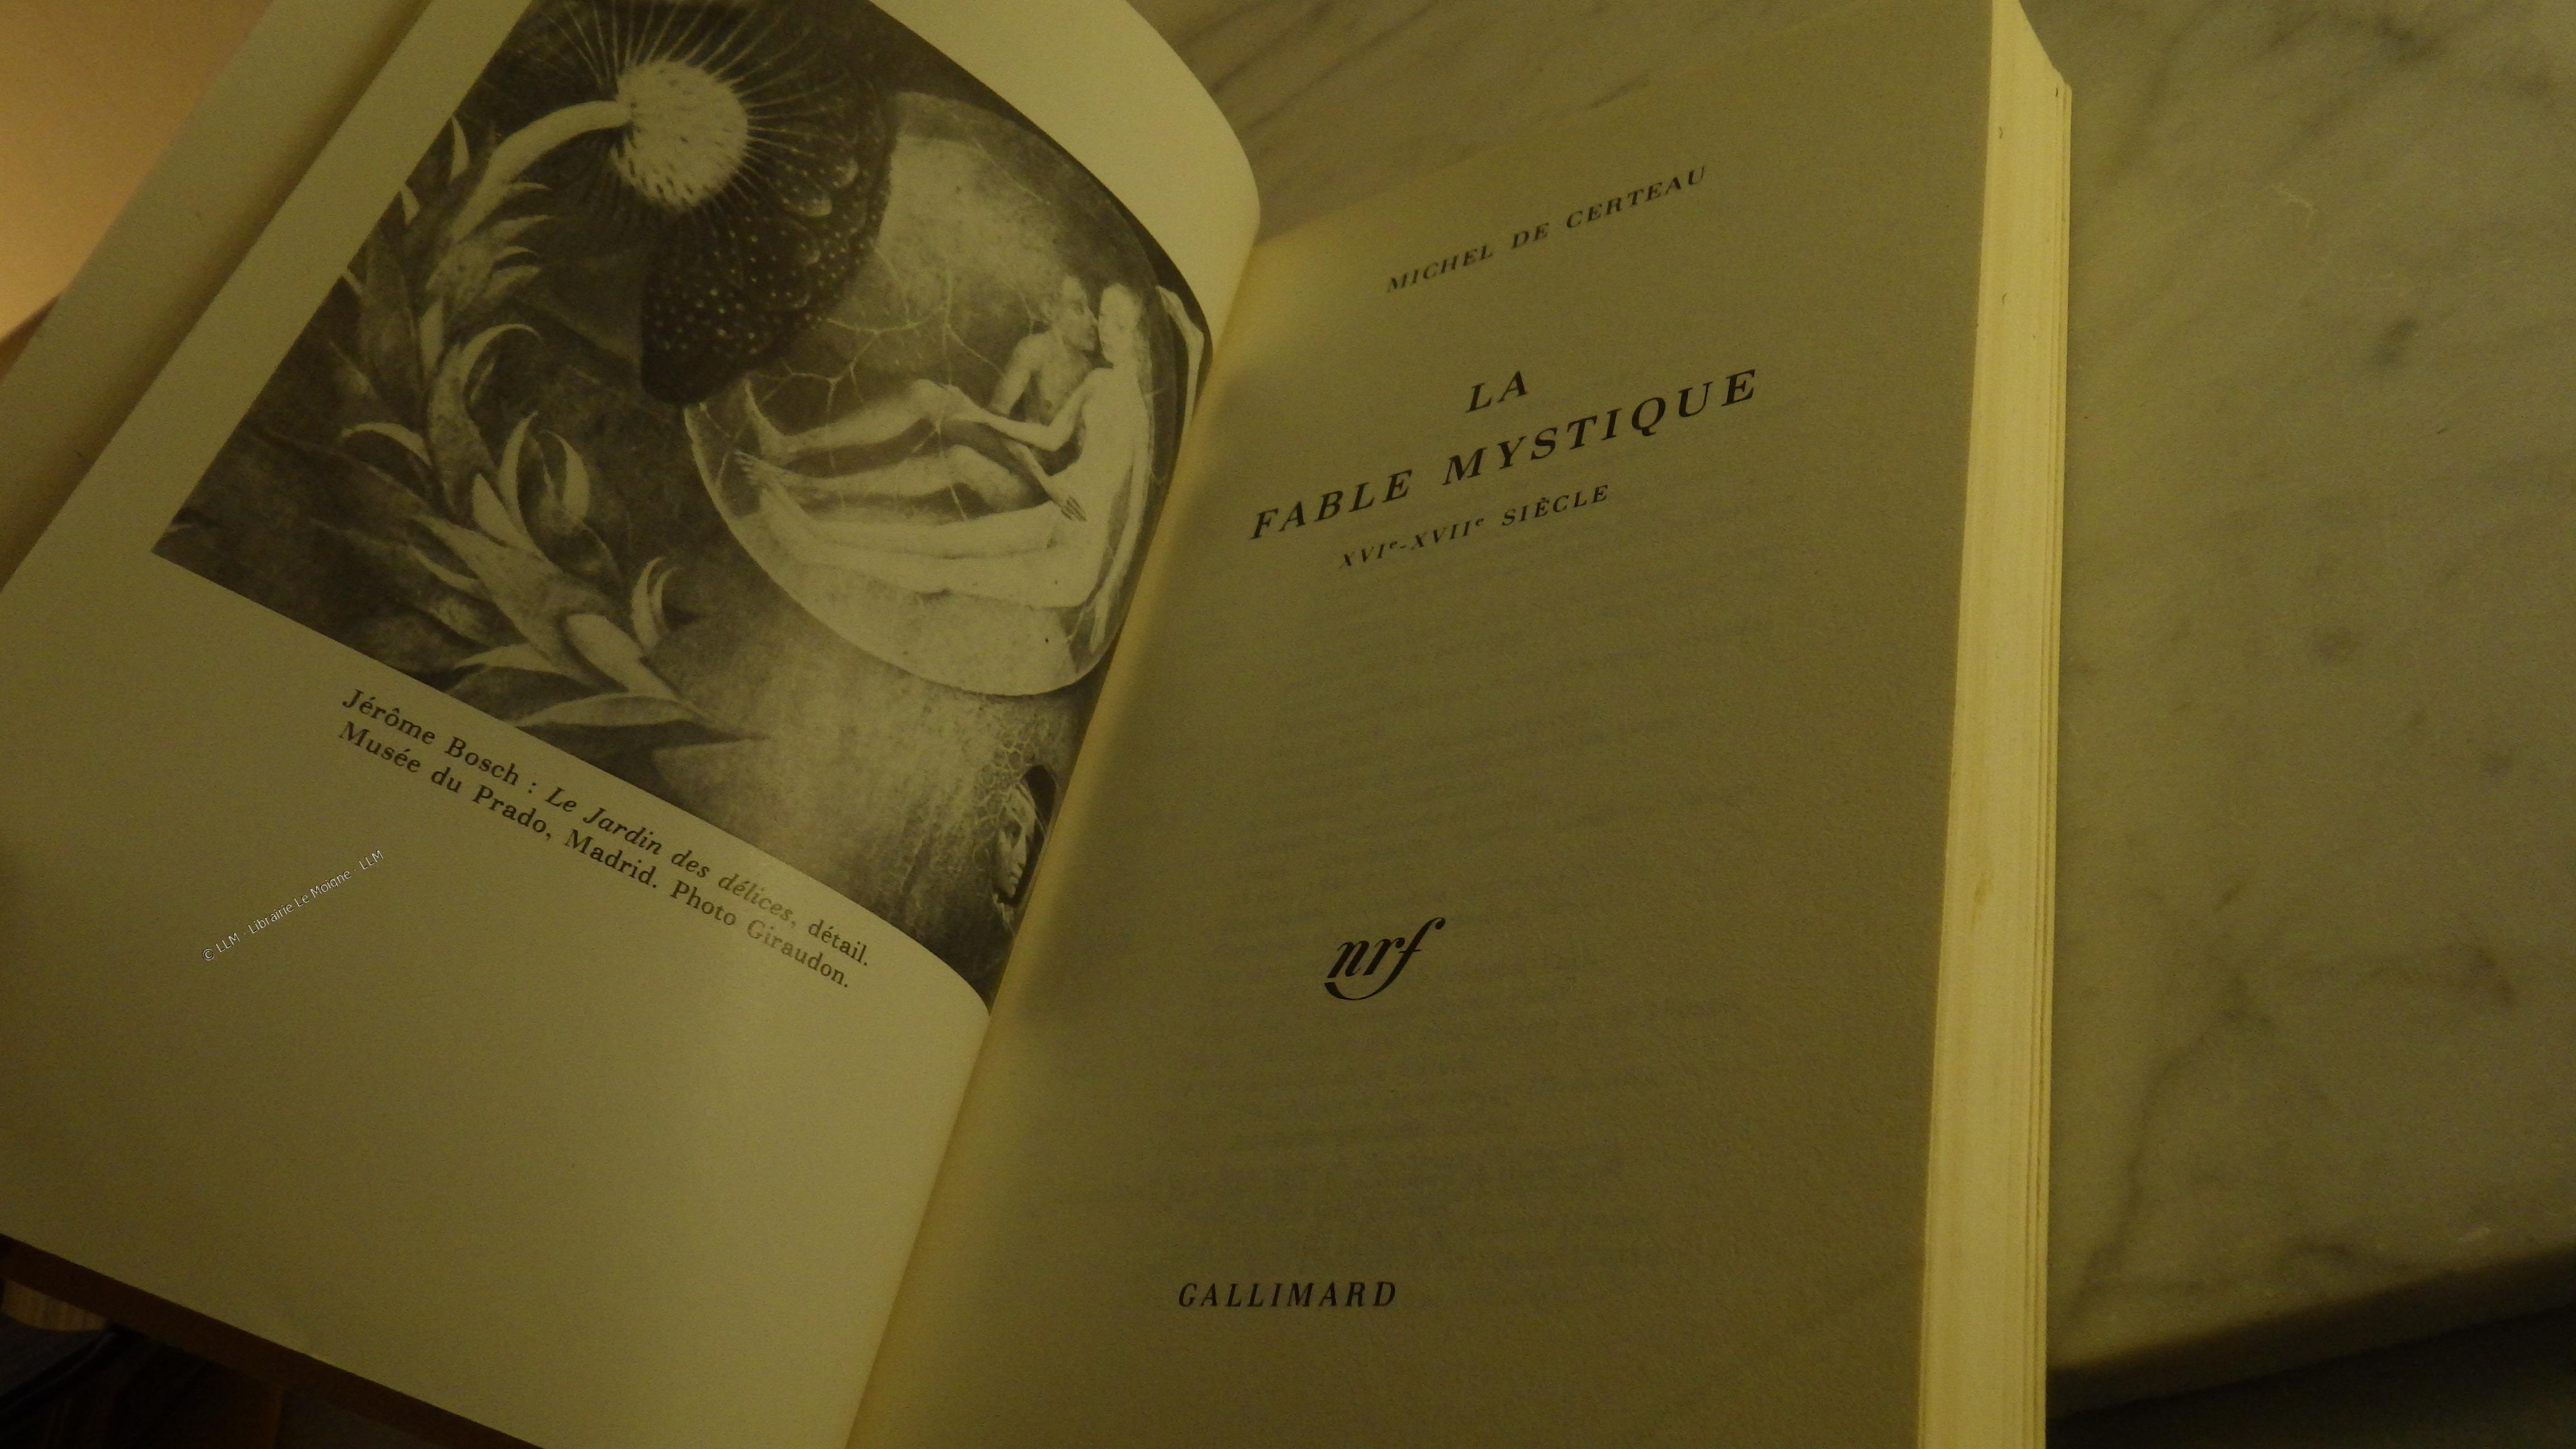 Jérôme Bosch : Le Jardin des délices, détail.
Musée du Prado, Madrid. Photo Giraudon.
© LLM - Librairie Le Moigne - LLM
MICHEL DE CERTEAU
LA
FABLE MYSTIQUE
XVIe-XVIIe SIÈCLE
nrf
GALLIMARD